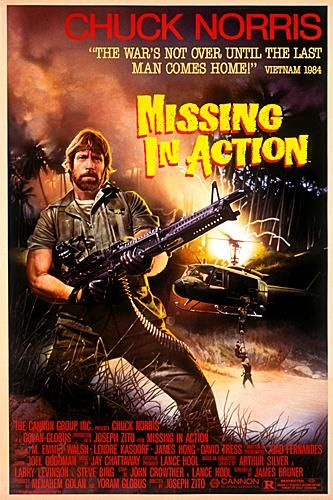 CHUCK NORRIS
"THE WAR'S NOT OVER UNTIL THE LAST
MAN COMES HOME!" VIETNAM 1984
MISSING
IN ACTION
THE CANNON GROUP, INC. PRESENTS CHUCK NORRIS
A GOLAN-GLOBUS PRODUCTION JOSEPH ZITO FILM MISSING IN ACTION
M. EMMET WALSH · LENORE KASDORF · JAMES HONG · DAVID TRESS JOAO FERNANDES
JOEL GOODMAN JAY CHATTAWAY LANCE HOOL ARTHUR SILVER
LARRY LEVINSON STEVE BING JOHN CROWTHER LANCE HOOL JAMES BRUNER
MENAHEM GOLAN YORAM GLOBUS JOSEPH ZITO CANNON
R RESTRICTED